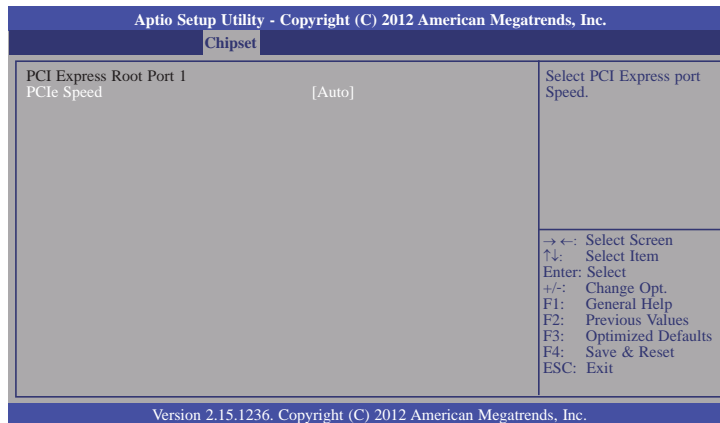 Aptio Setup Utility - Copyright (C) 2012 American Megatrends, Inc.
Chipset
PCI Express Root Port 1
PCIe Speed [Auto]
Select PCI Express port
Speed.
→ ←: Select Screen
↑↓: Select Item
Enter: Select
+/-: Change Opt.
F1: General Help
F2: Previous Values
F3: Optimized Defaults
F4: Save & Reset
ESC: Exit
Version 2.15.1236. Copyright (C) 2012 American Megatrends, Inc.